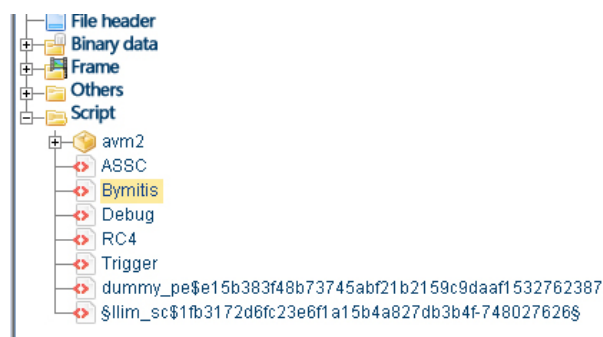 File header
Binary data
Frame
Others
Script
avm2
ASSC
Bymitis
Debug
RC4
Trigger
dummy_pe$e15b383f48b73745abf21b2159c9daaf1532762387
§llim_sc$1fb3172d6fc23e6f1a15b4a827db3b4f-748027626§